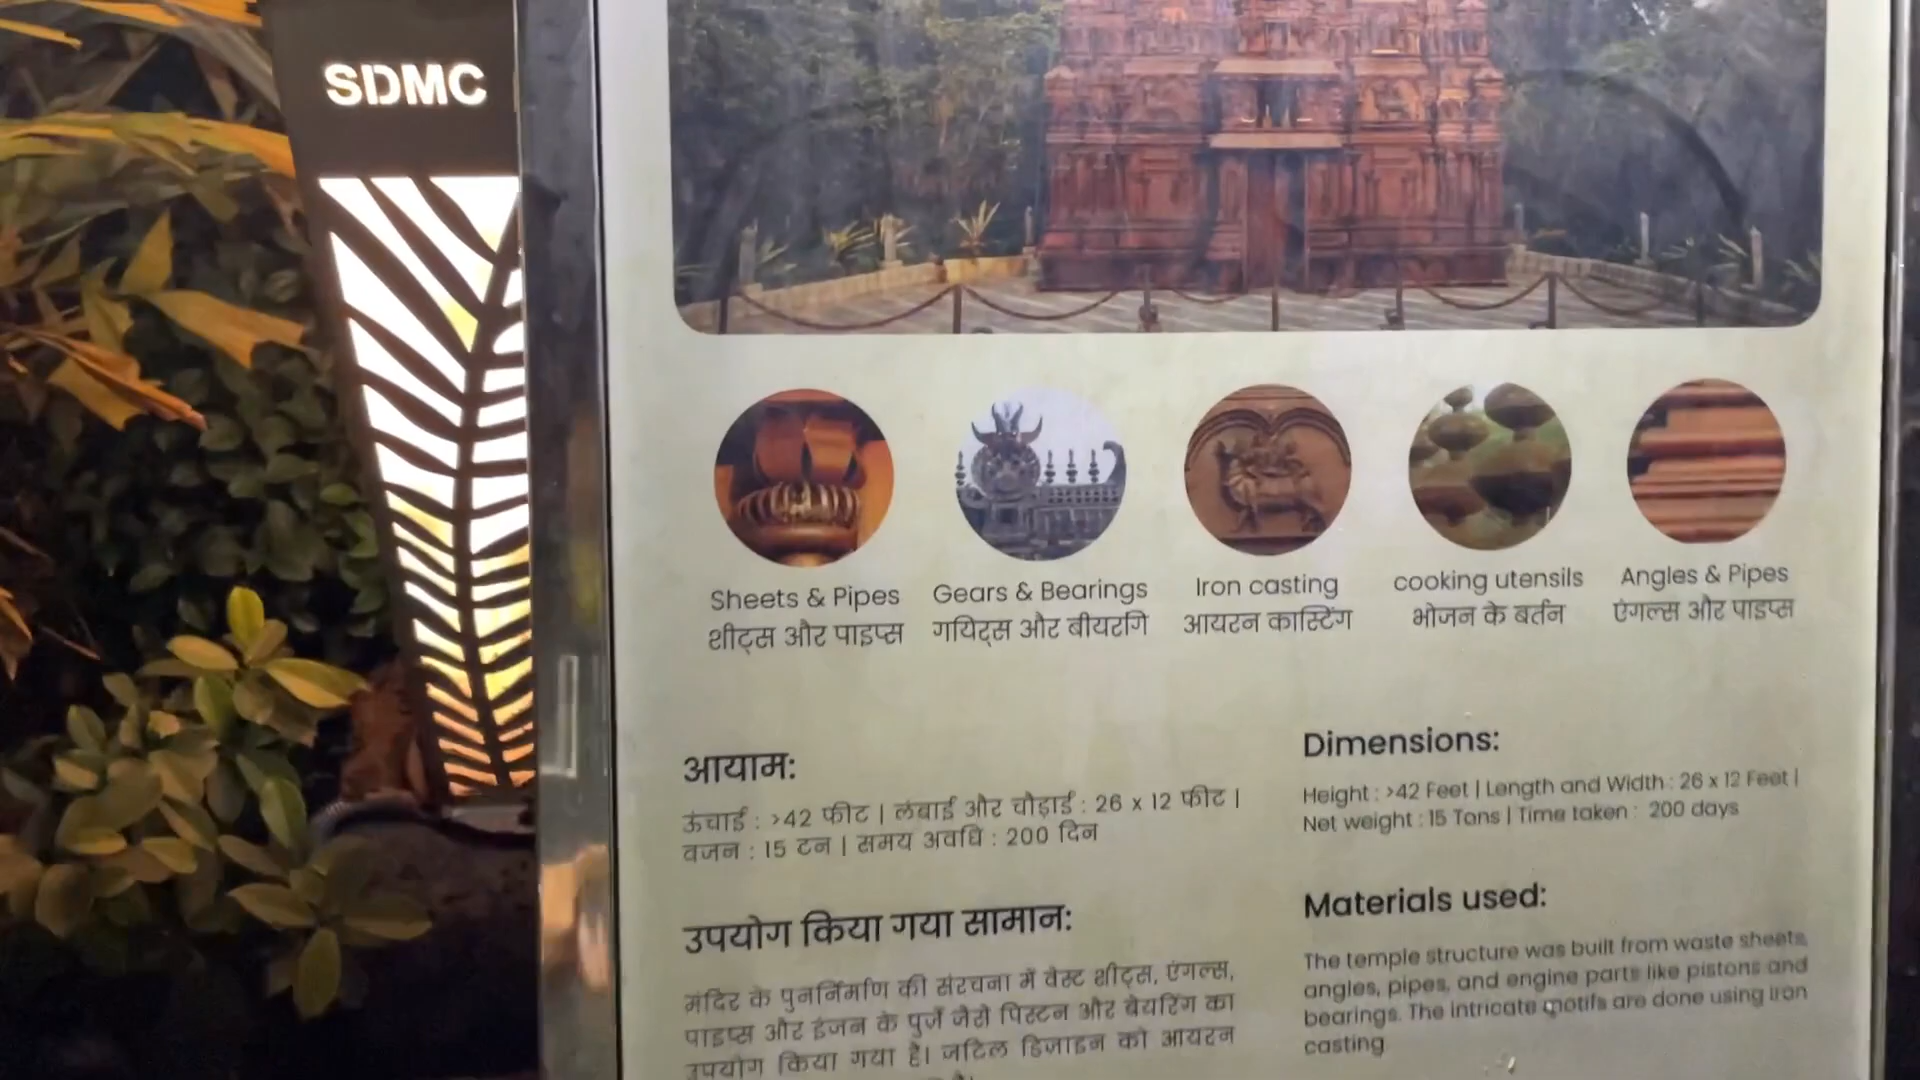 SDMC
Sheets & Pipes
शीट्स और पाइप्स
Gears & Bearings
गयिर्स और बीयरगि
Iron casting
आयरन कास्टिंग
cooking utensils
भोजन के बर्तन
Angles & Pipes
एंगल्स और पाइप्स
आयाम:
ऊंचाई : >42 फीट | लंबाई और चौड़ाई : 26 x 12 फीट |
वजन : 15 टन | समय अवधि : 200 दिन
उपयोग किया गया सामान:
मंदिर के पुनर्निर्माण की संरचना में वेस्ट शीट्स, एंगल्स,
पाइप्स और इंजन के पुर्जे जैसे पिस्टन और बेयरिंग का
उपयोग किया गया है। जटिल डिजाइन को आयरन
Dimensions:
Height : >42 Feet | Length and Width : 26 x 12 Feet |
Net weight : 15 Tons | Time taken : 200 days
Materials used:
The temple structure was built from waste sheets,
angles, pipes, and engine parts like pistons and
bearings. The intricate motifs are done using iron
casting